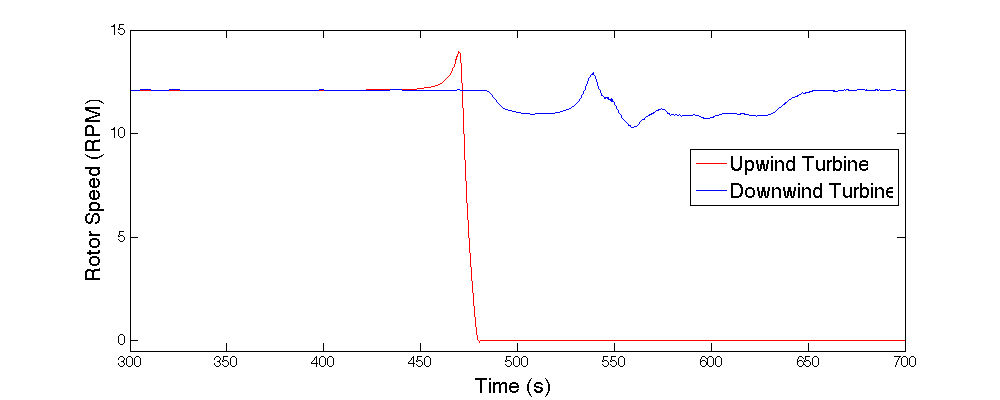 15
10
5
0
Rotor Speed (RPM)
Upwind Turbine
Downwind Turbine
300 350 400 450 500 550 600 650 700
Time (s)